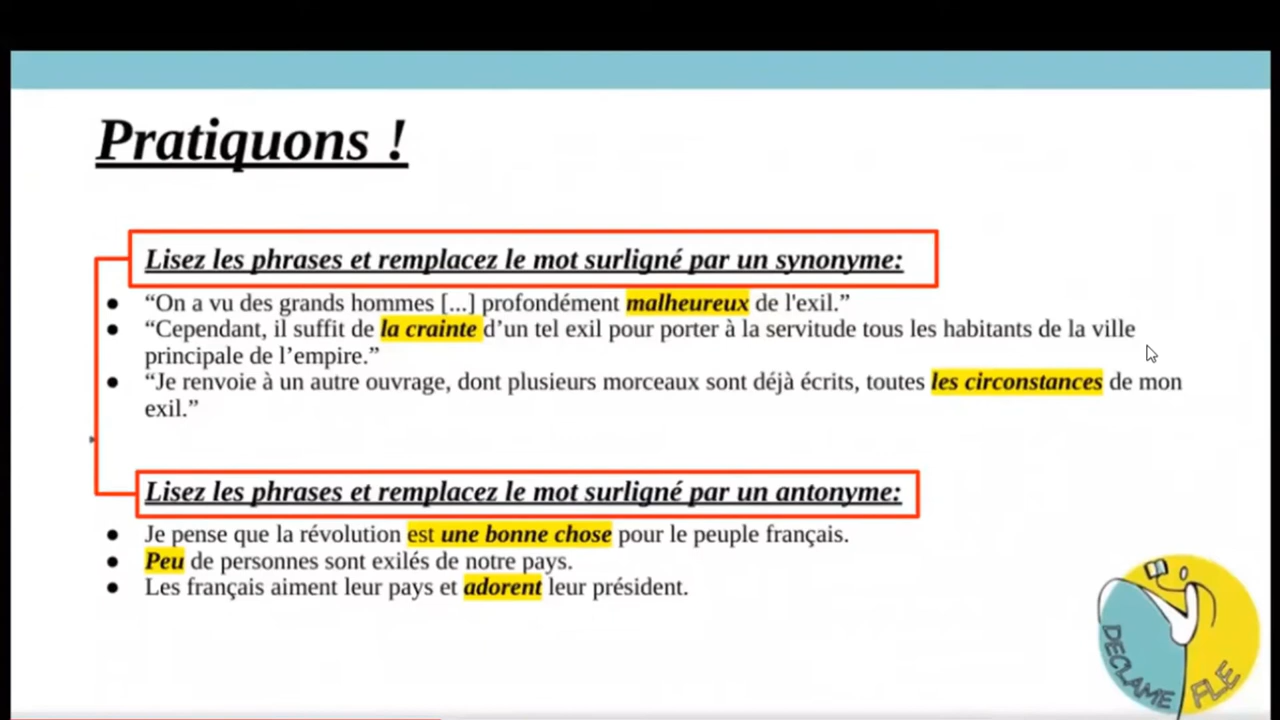 Pratiquons !
Lisez les phrases et remplacez le mot surligné par un synonyme:
● “On a vu des grands hommes [...] profondément malheureux de l'exil.”
● “Cependant, il suffit de la crainte d’un tel exil pour porter à la servitude tous les habitants de la ville
principale de l’empire.”
● “Je renvoie à un autre ouvrage, dont plusieurs morceaux sont déjà écrits, toutes les circonstances de mon
exil.”
Lisez les phrases et remplacez le mot surligné par un antonyme:
● Je pense que la révolution est une bonne chose pour le peuple français.
● Peu de personnes sont exilés de notre pays.
● Les français aiment leur pays et adorent leur président.
DECLAME FLE